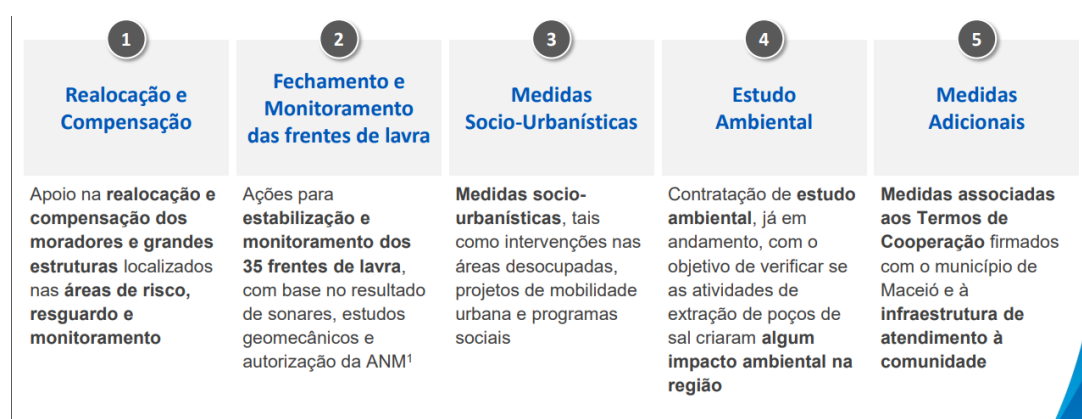 1
Realocação e
Compensação
Apoio na realocação e
compensação dos
moradores e grandes
estruturas localizados
nas áreas de risco,
resguardo e
monitoramento
2
Fechamento e
Monitoramento
das frentes de lavra
Ações para
estabilização e
monitoramento dos
35 frentes de lavra,
com base no resultado
de sonares, estudos
geomecânicos e
autorização da ANM¹
3
Medidas
Socio-Urbanísticas
Medidas socio-
urbanísticas, tais
como intervenções nas
áreas desocupadas,
projetos de mobilidade
urbana e programas
sociais
4
Estudo
Ambiental
Contratação de estudo
ambiental, já em
andamento, com o
objetivo de verificar se
as atividades de
extração de poços de
sal criaram algum
impacto ambiental na
região
5
Medidas
Adicionais
Medidas associadas
aos Termos de
Cooperação firmados
com o município de
Maceió e à
infraestrutura de
atendimento à
comunidade